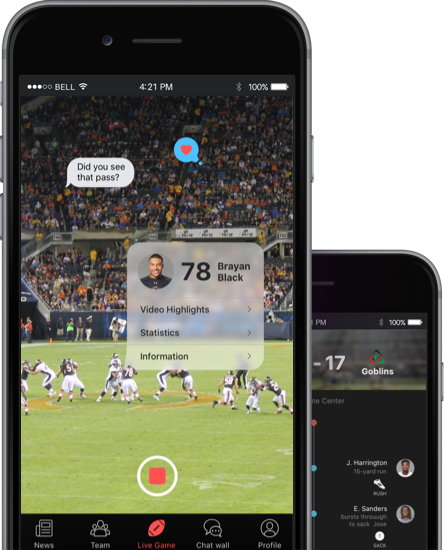 BELL
4:21 PM
100%
Did you see
that pass?
78
Brayan
Black
Video Highlights
Statistics
Information
News
Team
Live Game
Chat wall
Profile
PM
100%
- 17
Goblins
me Center
J. Harrington
15-yard run
RUSH
E. Sanders
bursts through
to sack Jose
SACK